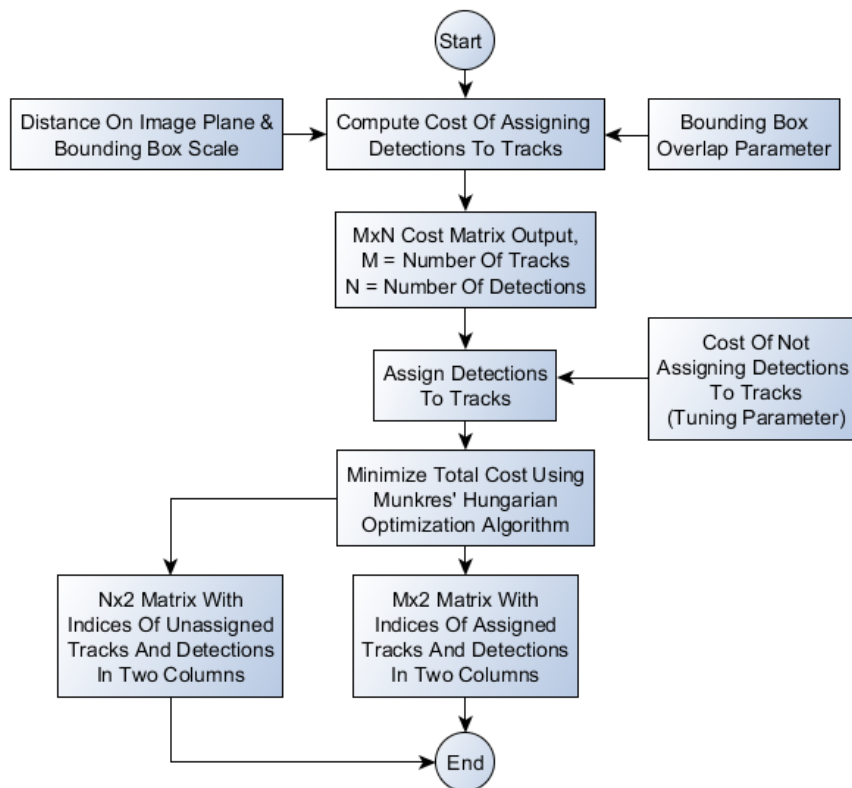 Start
Distance On Image Plane &
Bounding Box Scale
Compute Cost Of Assigning
Detections To Tracks
Bounding Box
Overlap Parameter
MxN Cost Matrix Output,
M = Number Of Tracks
N = Number Of Detections
Assign Detections
To Tracks
Cost Of Not
Assigning Detections
To Tracks
(Tuning Parameter)
Minimize Total Cost Using
Munkres' Hungarian
Optimization Algorithm
Nx2 Matrix With
Indices Of Unassigned
Tracks And Detections
In Two Columns
Mx2 Matrix With
Indices Of Assigned
Tracks And Detections
In Two Columns
End